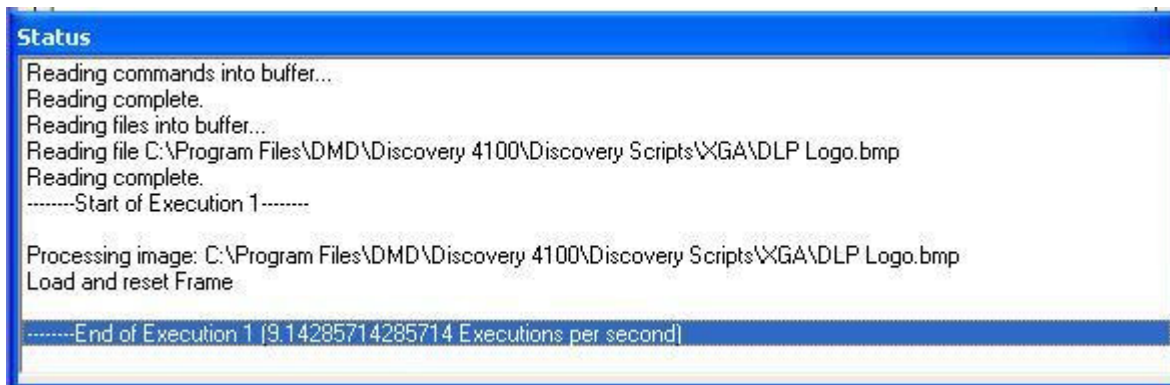 Status
Reading commands into buffer...
Reading complete.
Reading files into buffer...
Reading file C:\Program Files\DMD\Discovery 4100\Discovery Scripts\XGA\DLP Logo.bmp
Reading complete.
--------Start of Execution 1--------
Processing image: C:\Program Files\DMD\Discovery 4100\Discovery Scripts\XGA\DLP Logo.bmp
Load and reset Frame
--------End of Execution 1 (9.14285714285714 Executions per second)